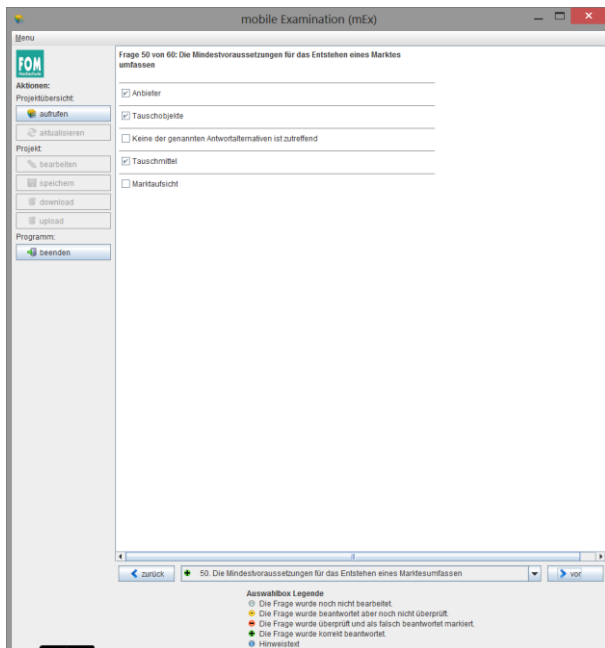 mobile Examination (mEx)
Menu
FOM
Hochschule
Aktionen:
Projektübersicht:
aufrufen
aktualisieren
Projekt:
bearbeiten
speichern
download
upload
Programm:
beenden
Frage 50 von 60: Die Mindestvoraussetzungen für das Entstehen eines Marktes
umfassen
Anbieter
Tauschobjekte
Keine der genannten Antwortalternativen ist zutreffend
Tauschmittel
Marktaufsicht
zurück
50. Die Mindestvoraussetzungen für das Entstehen eines Marktesumfassen
vor
Auswahlbox Legende
Die Frage wurde noch nicht bearbeitet.
Die Frage wurde beantwortet aber noch nicht überprüft.
Die Frage wurde überprüft und als falsch beantwortet markiert.
Die Frage wurde korrekt beantwortet.
Hinweistext